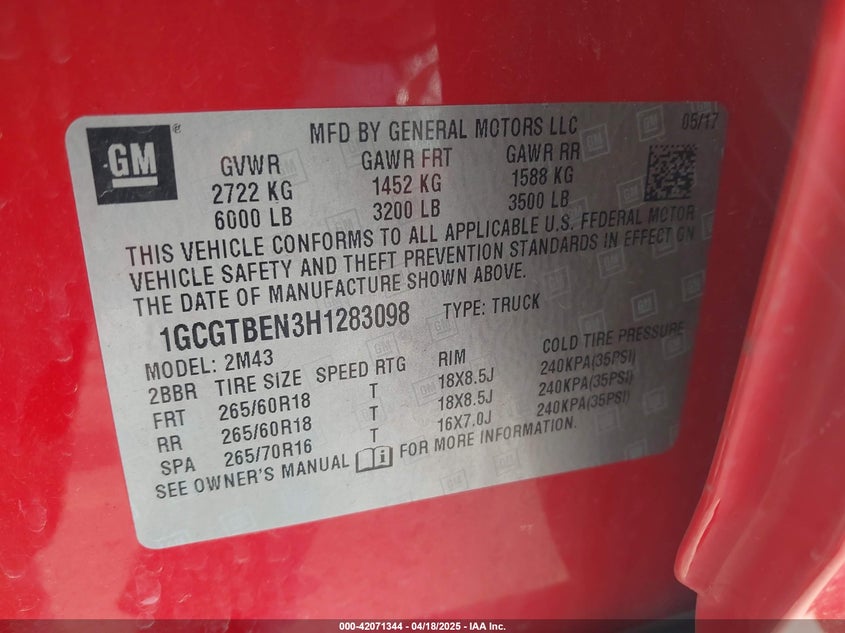 GM
®
MFD BY GENERAL MOTORS LLC
05/17
GVWR GAWR FRT GAWR RR
2722 KG 1452 KG 1588 KG
6000 LB 3200 LB 3500 LB
THIS VEHICLE CONFORMS TO ALL APPLICABLE U.S. FEDERAL MOTOR
VEHICLE SAFETY AND THEFT PREVENTION STANDARDS IN EFFECT ON
THE DATE OF MANUFACTURE SHOWN ABOVE.
1GCGTBEN3H1283098 TYPE: TRUCK
MODEL: 2M43
2BBR TIRE SIZE SPEED RTG RIM COLD TIRE PRESSURE
FRT 265/60R18 T 18X8.5J 240KPA(35PSI)
RR 265/60R18 T 18X8.5J 240KPA(35PSI)
SPA 265/70R16 T 16X7.0J 240KPA(35PSI)
SEE OWNER'S MANUAL FOR MORE INFORMATION.
000-42071344 / 04/18/2025 - IAA Inc.